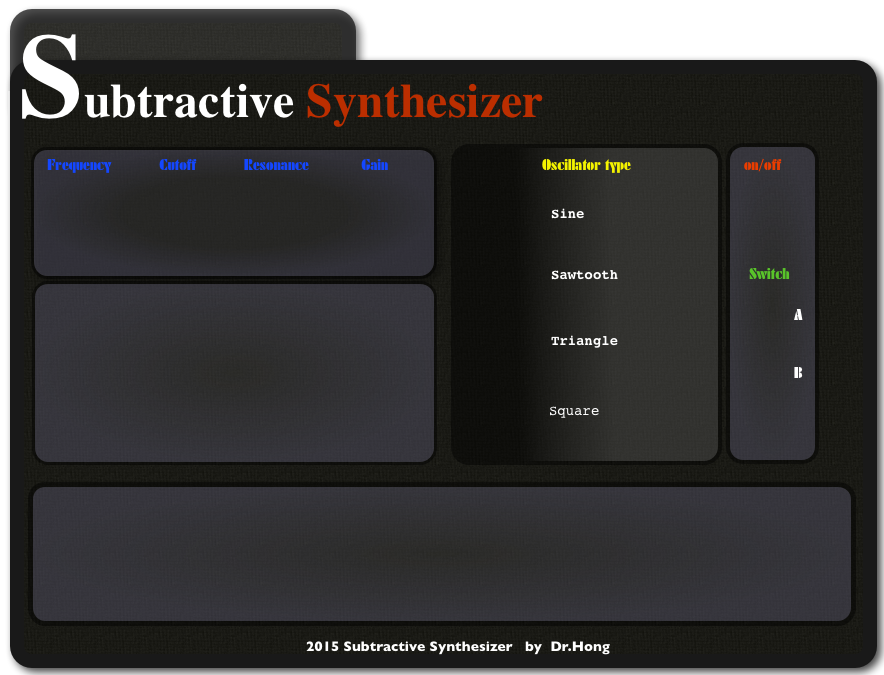 Subtractive Synthesizer
Frequency Cutoff Resonance Gain
Oscillator type
Sine
Sawtooth
Triangle
Square
on/off
Switch
A
B
2015 Subtractive Synthesizer by Dr.Hong